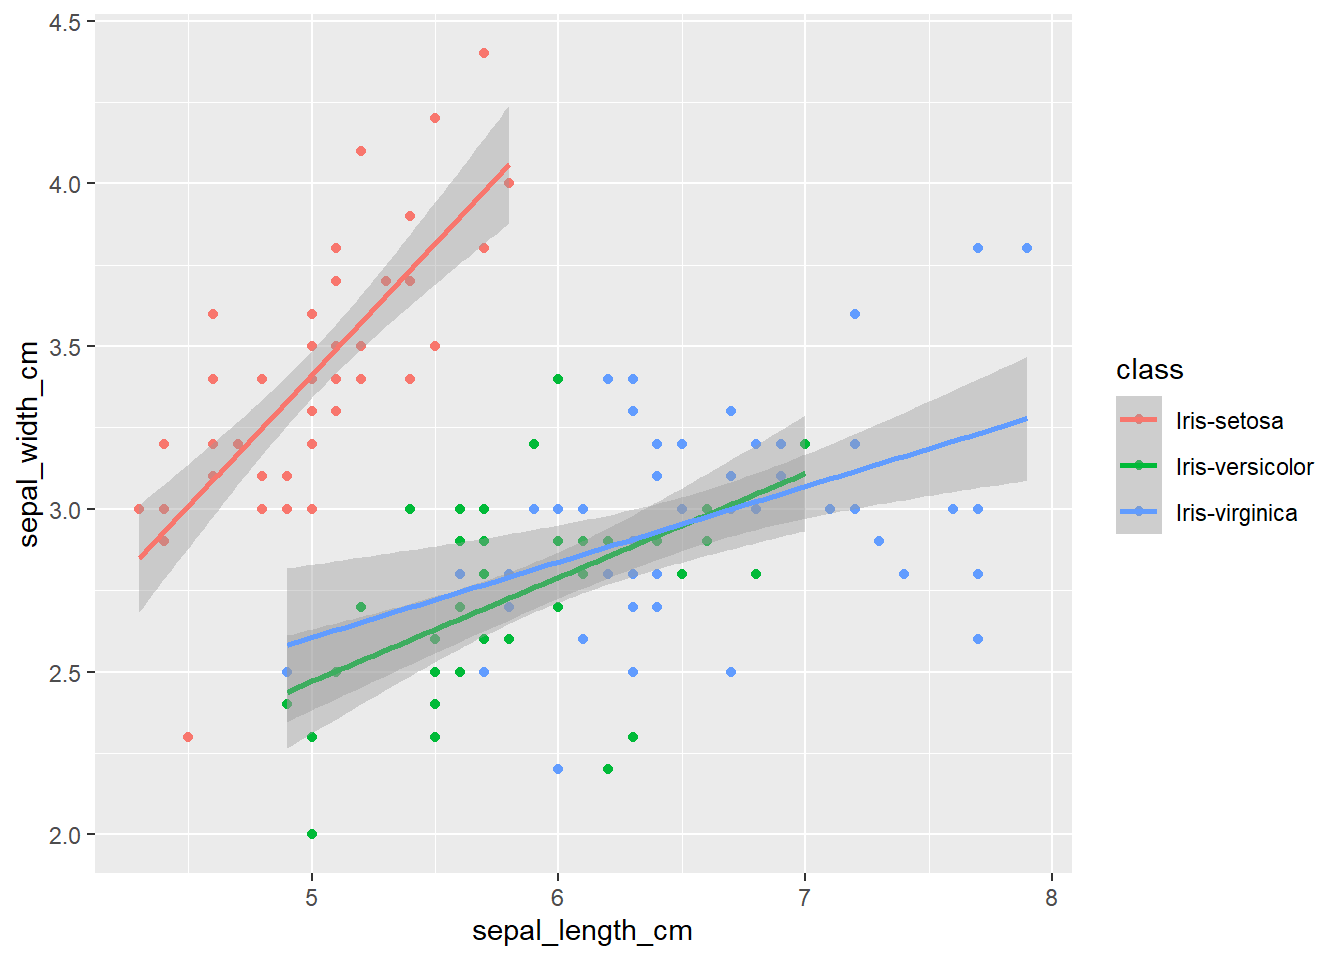 4.5
4.0
3.5
3.0
2.5
2.0
sepal_width_cm
5
6
7
8
sepal_length_cm
class
Iris-setosa
Iris-versicolor
Iris-virginica